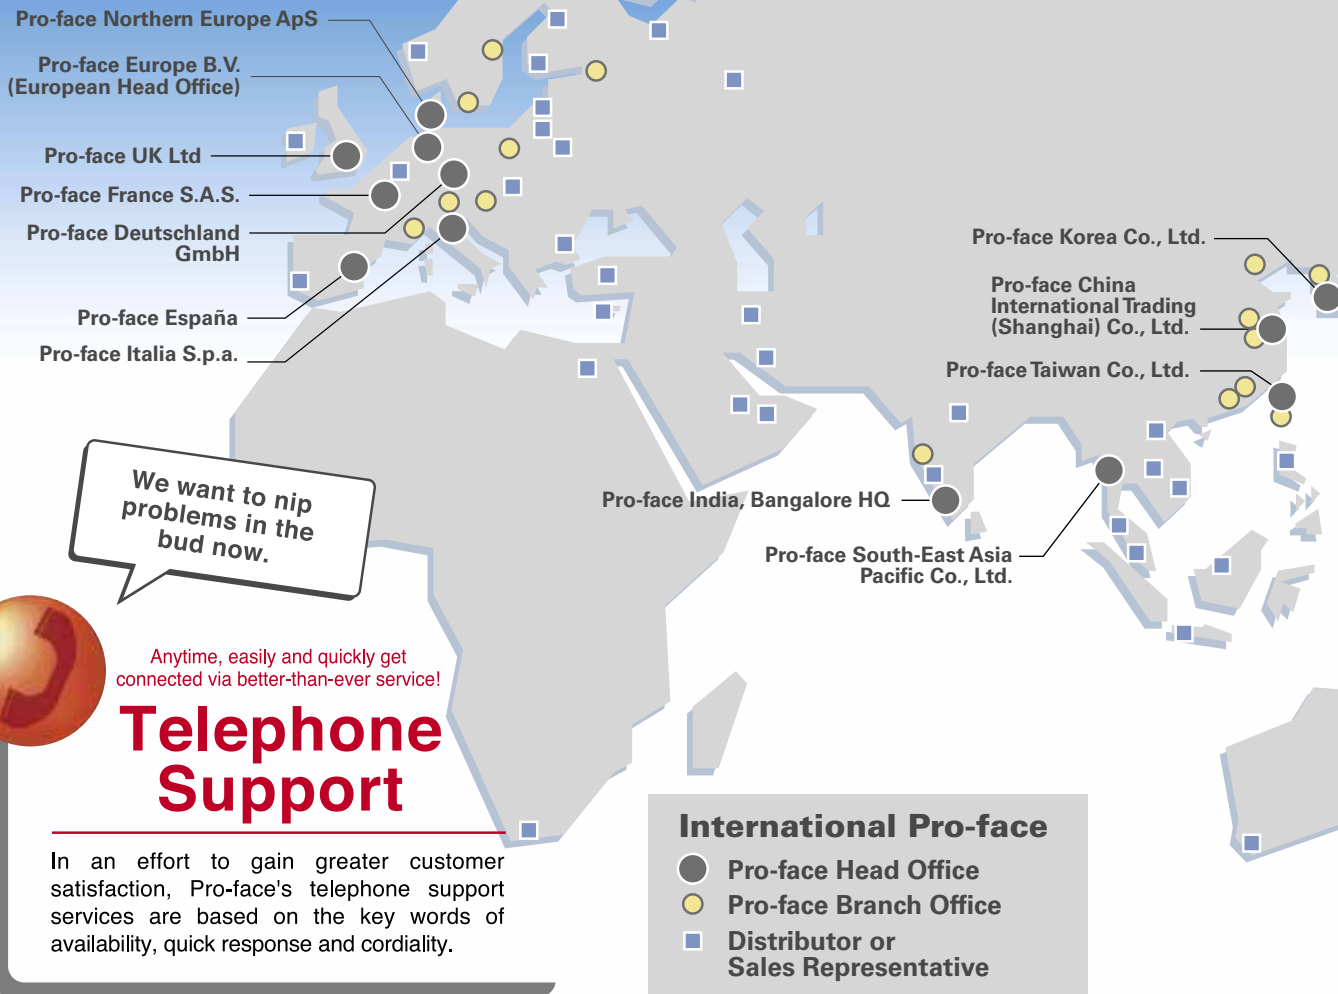 Pro-face Northern Europe ApS
Pro-face Europe B.V.
(European Head Office)
Pro-face UK Ltd
Pro-face France S.A.S.
Pro-face Deutschland
GmbH
Pro-face España
Pro-face Italia S.p.a.
Pro-face Korea Co., Ltd.
Pro-face China
International Trading
(Shanghai) Co., Ltd.
Pro-face Taiwan Co., Ltd.
Pro-face India, Bangalore HQ
Pro-face South-East Asia
Pacific Co., Ltd.
We want to nip
problems in the
bud now.
Anytime, easily and quickly get
connected via better-than-ever service!
Telephone
Support
In an effort to gain greater customer
satisfaction, Pro-face's telephone support
services are based on the key words of
availability, quick response and cordiality.
International Pro-face
Pro-face Head Office
Pro-face Branch Office
Distributor or
Sales Representative